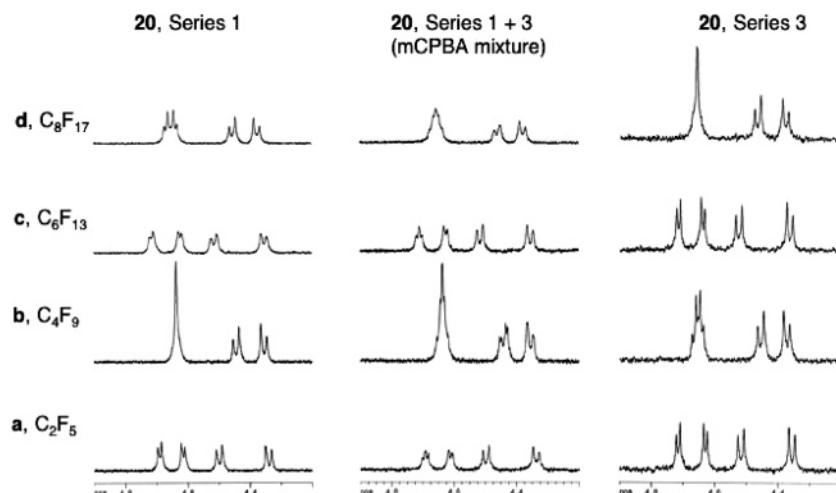 20, Series 1
20, Series 1 + 3
(mCPBA mixture)
20, Series 3
d, C8F17
c, C6F13
b, C4F9
a, C2F5